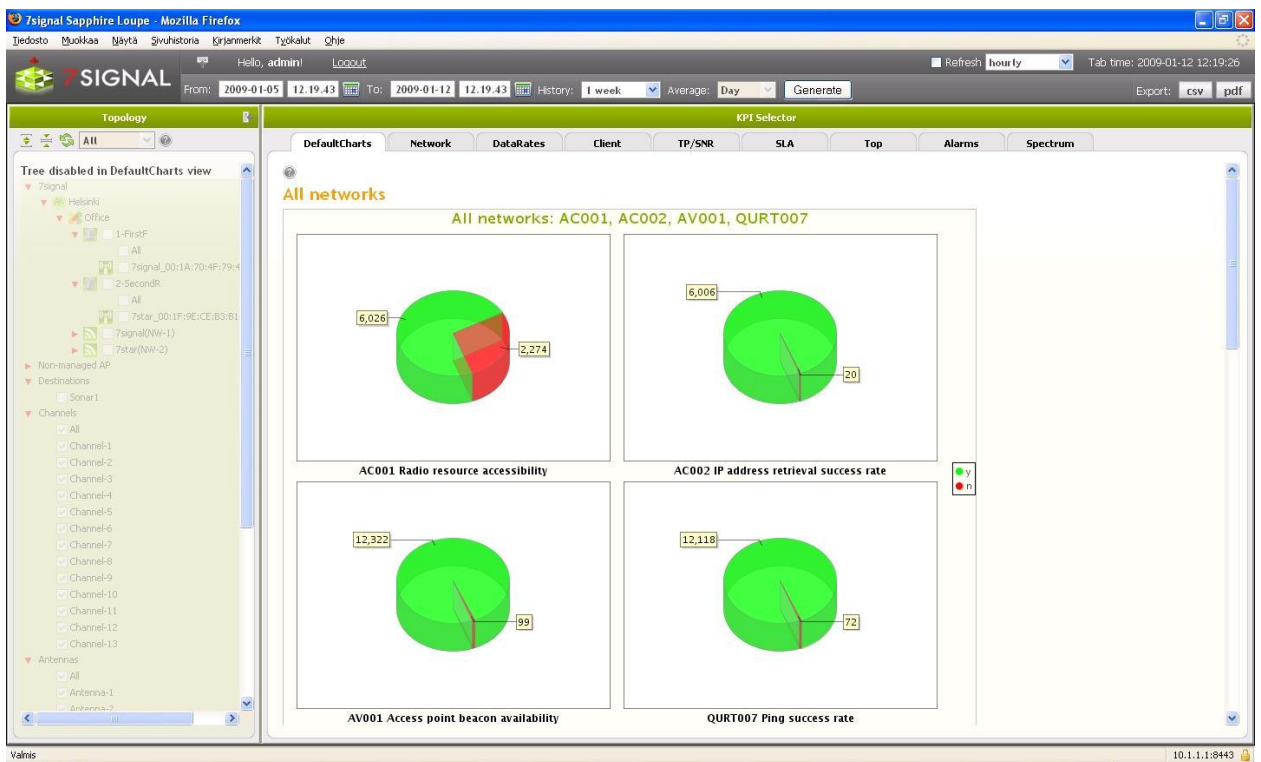 7signal Sapphire Loupe - Mozilla Firefox
Tiedosto Muokkaa Näytä Sivuhistoria Kirjanmerkit Työkalut Ohje
7SIGNAL
Hello, admin! Logout
Refresh hourly Tab time: 2009-01-12 12:19:26
From: 2009-01-05 12.19.43 To: 2009-01-12 12.19.43 History: 1 week Average: Day Generate
Export: csv pdf
Topology
All
Tree disabled in DefaultCharts view
7signal
Helsinki
Office
1-FirstF
All
7signal_00:1A:70:4F:79:4
2-SecondR
All
7star_00:1F:9E:CE:B3:B1
7signal(NW-1)
7star(NW-2)
Non-managed AP
Destinations
Sonar1
Channels
All
Channel-1
Channel-2
Channel-3
Channel-4
Channel-5
Channel-6
Channel-7
Channel-8
Channel-9
Channel-10
Channel-11
Channel-12
Channel-13
Antennas
All
Antenna-1
Antenna-2
KPI Selector
DefaultCharts Network DataRates Client TP/SNR SLA Top Alarms Spectrum
All networks
All networks: AC001, AC002, AV001, QURT007
6,026
2,274
AC001 Radio resource accessibility
6,006
20
AC002 IP address retrieval success rate
y
n
12,322
99
AV001 Access point beacon availability
12,118
72
QURT007 Ping success rate
Valmis
10.1.1.1:8443